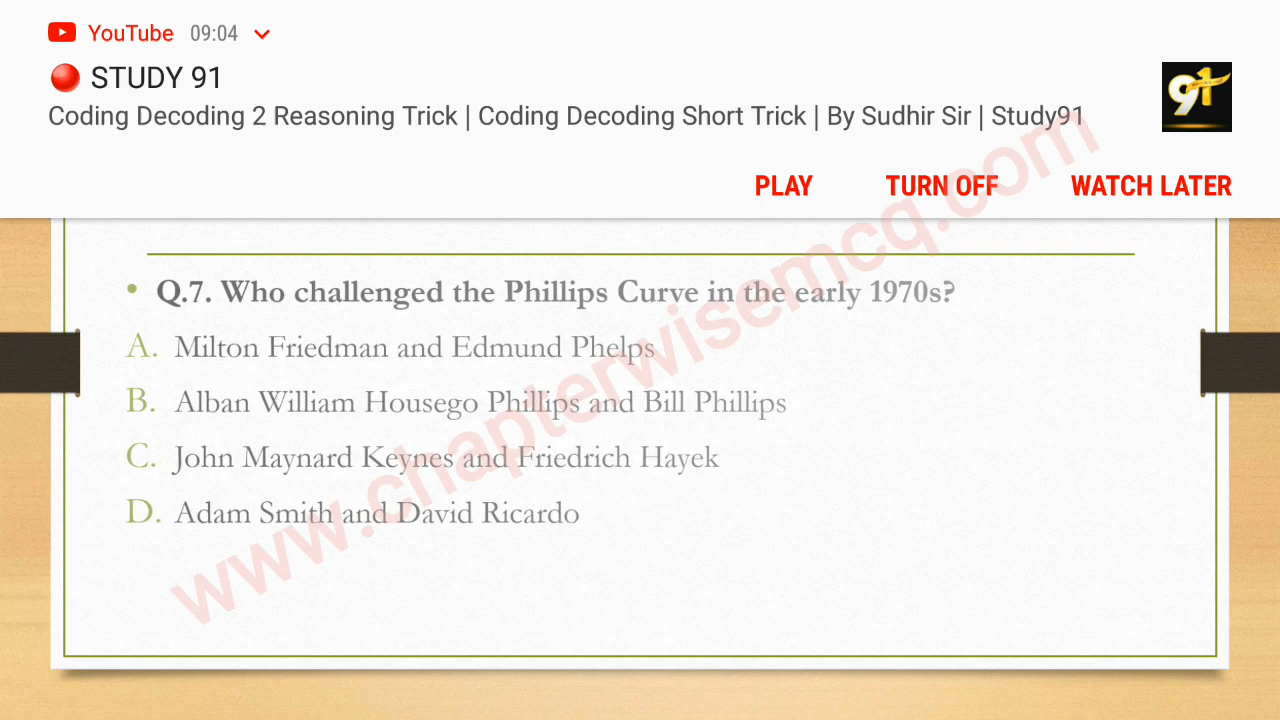 YouTube 09:04
STUDY 91
Coding Decoding 2 Reasoning Trick | Coding Decoding Short Trick | By Sudhir Sir | Study91
91
PLAY TURN OFF WATCH LATER
• Q.7. Who challenged the Phillips Curve in the early 1970s?
A. Milton Friedman and Edmund Phelps
B. Alban William Housego Phillips and Bill Phillips
C. John Maynard Keynes and Friedrich Hayek
D. Adam Smith and David Ricardo
www.chapterwisemcq.com